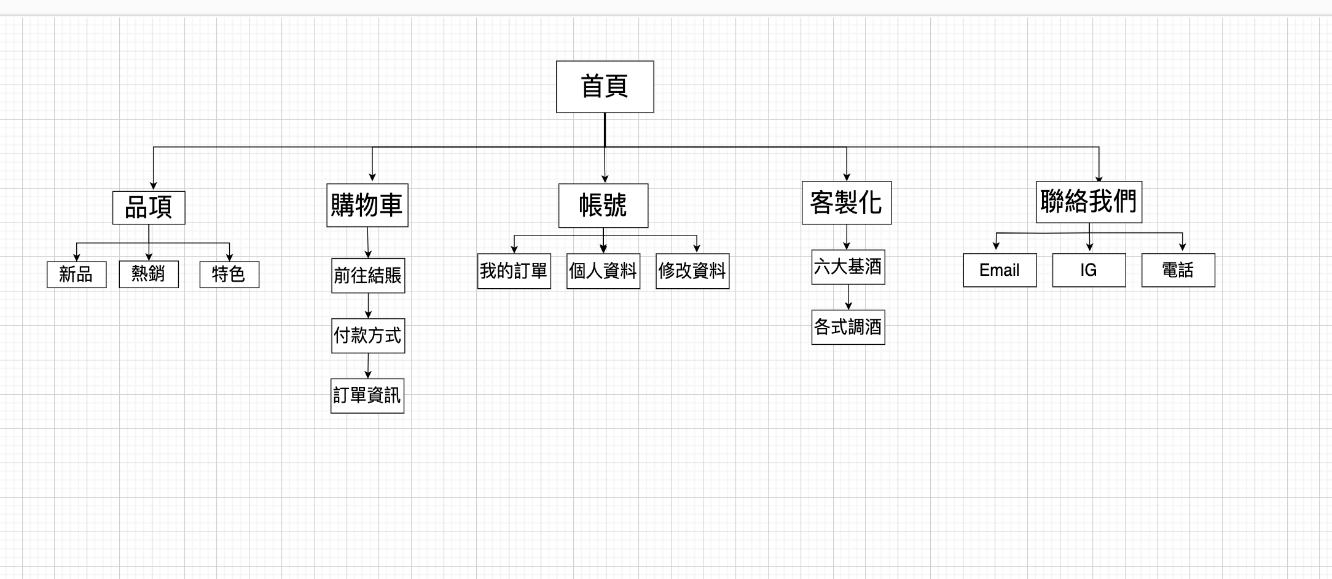 首頁
品項
購物車
帳號
客製化
聯絡我們
新品
熱銷
特色
前往結賬
付款方式
訂單資訊
我的訂單
個人資料
修改資料
六大基酒
各式調酒
Email
IG
電話